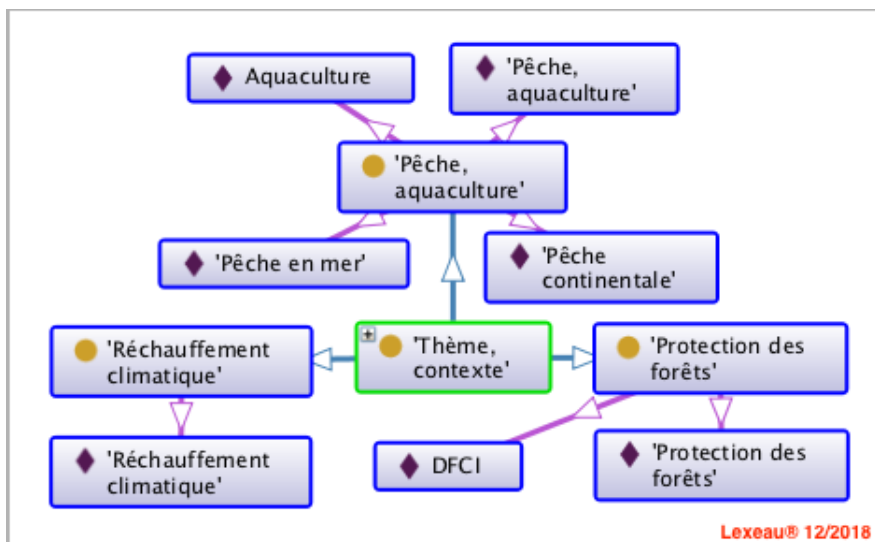 Aquaculture
'Pêche,
aquaculture'
'Pêche,
aquaculture'
'Pêche en mer'
'Pêche
continentale'
'Réchauffement
climatique'
'Thème,
contexte'
'Protection des
forêts'
'Réchauffement
climatique'
DFCI
'Protection des
forêts'
Lexeau® 12/2018